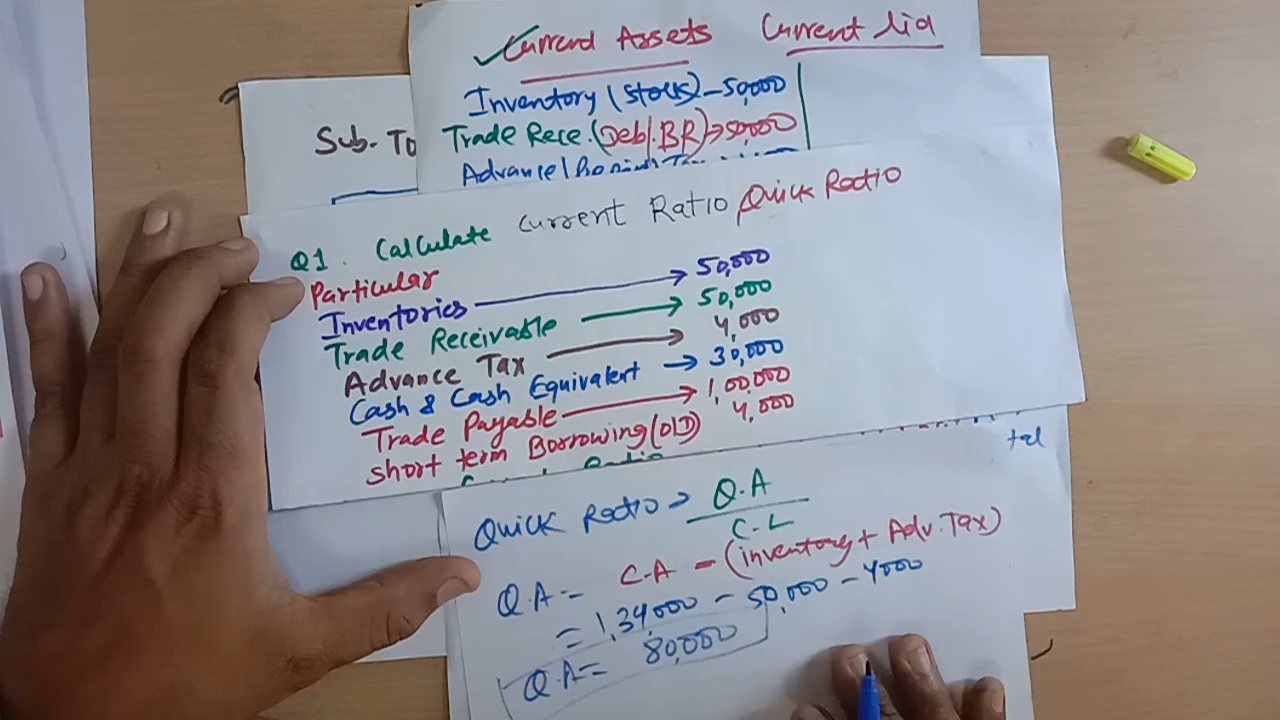 Current Assets Current Lia
Inventory (Stock) - 50,000
Trade Rece. (Deb/.BR) → 50,000
Sub. To
Q1. Calculate Current Ratio Quick Ratio
Particular
Inventories → 50,000
Trade Receivable → 50,000
Advance Tax → 4,000
Cash & Cash Equivalent → 30,000
Trade Payable → 1,00,000
Short term Borrowing (O/D) 4,000
tal
Quick Ratio → Q.A
C.L
Q.A = C.A - (inventory + Adv. Tax)
= 1,34,000 - 50,000 - 4000
Q.A = 80,000